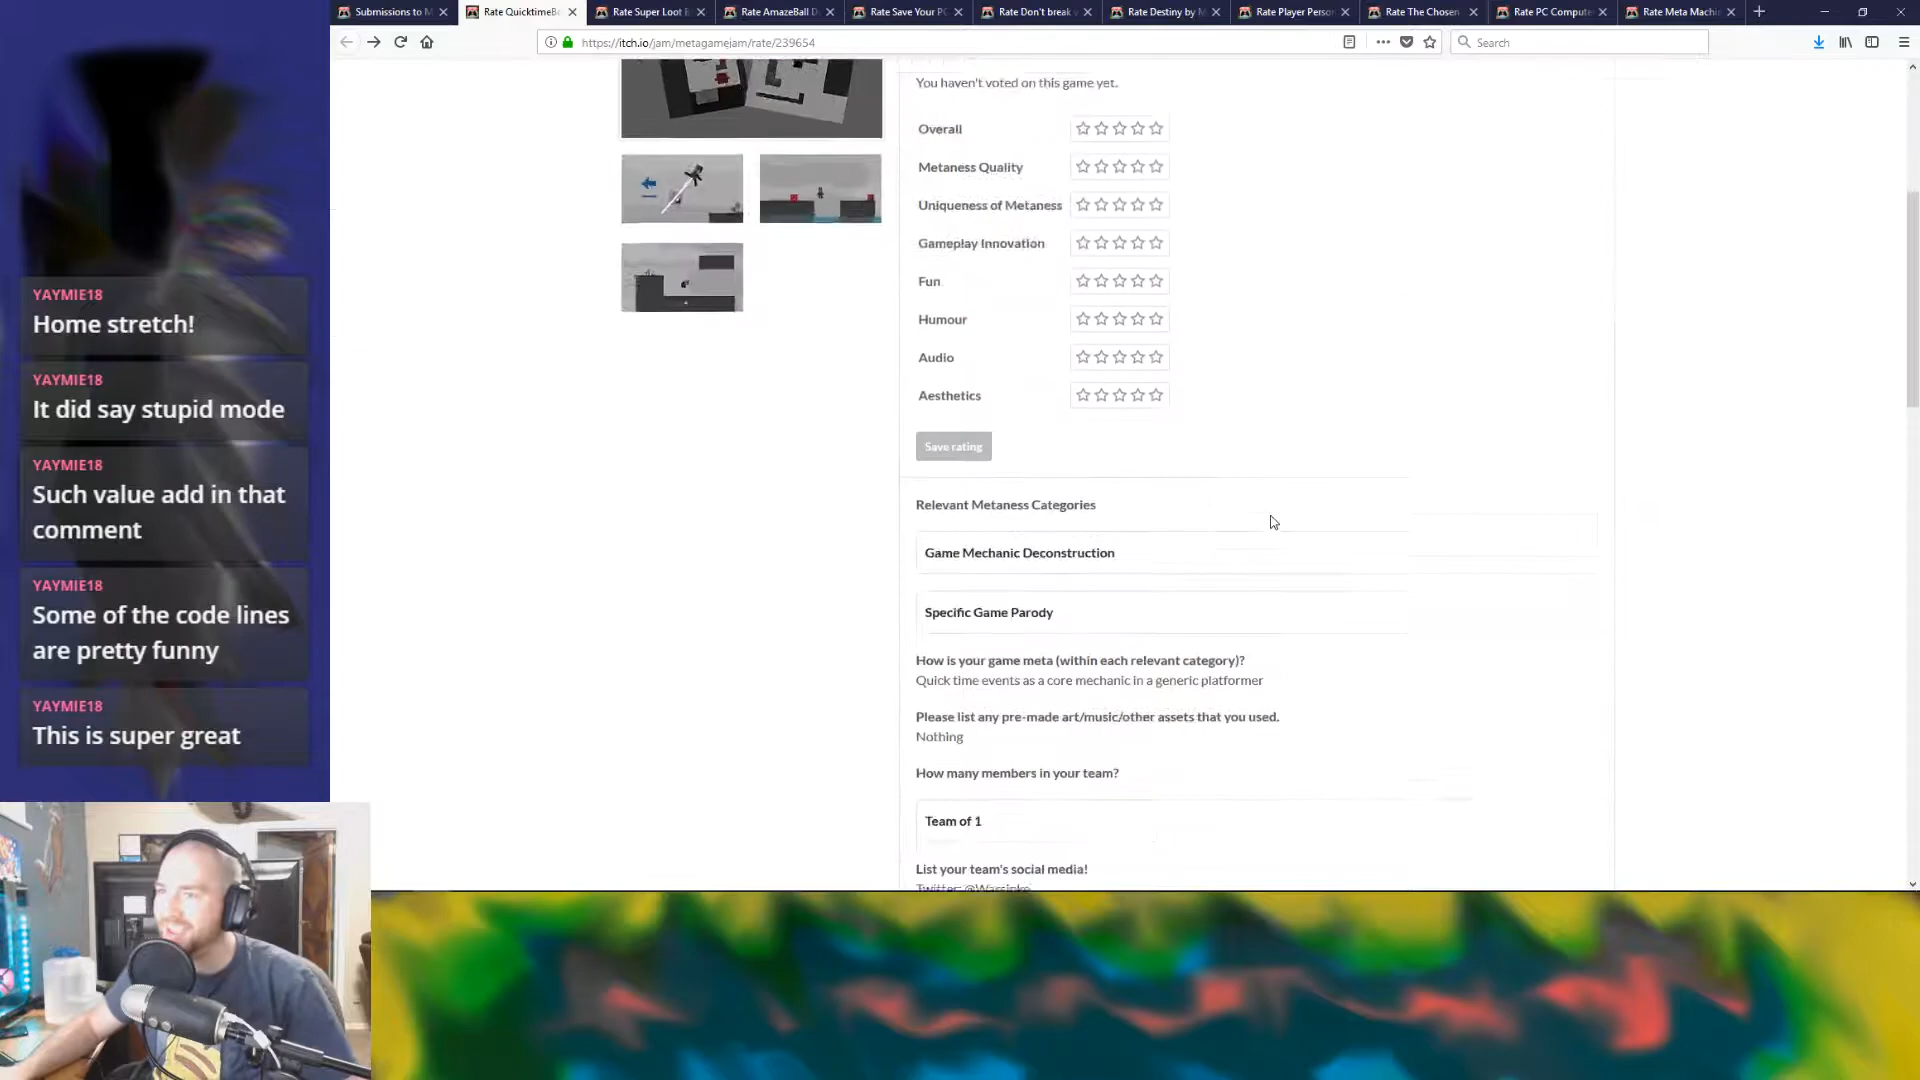 Submissions to M
Rate QuicktimeBo
Rate Super Loot B
Rate AmazeBall D
Rate Save Your PC
Rate Don't break
Rate Destiny by M
Rate Player Person
Rate The Chosen
Rate PC Compute
Rate Meta Machi
https://itch.io/jam/metagamejam/rate/239654
Search
You haven't voted on this game yet.
Overall
Metaness Quality
Uniqueness of Metaness
Gameplay Innovation
Fun
Humour
Audio
Aesthetics
Save rating
Relevant Metaness Categories
Game Mechanic Deconstruction
Specific Game Parody
How is your game meta (within each relevant category)?
Quick time events as a core mechanic in a generic platformer
Please list any pre-made art/music/other assets that you used.
Nothing
How many members in your team?
Team of 1
List your team's social media!
Twitter:
YAYMIE18
Home stretch!
YAYMIE18
It did say stupid mode
YAYMIE18
Such value add in that
comment
YAYMIE18
Some of the code lines
are pretty funny
YAYMIE18
This is super great